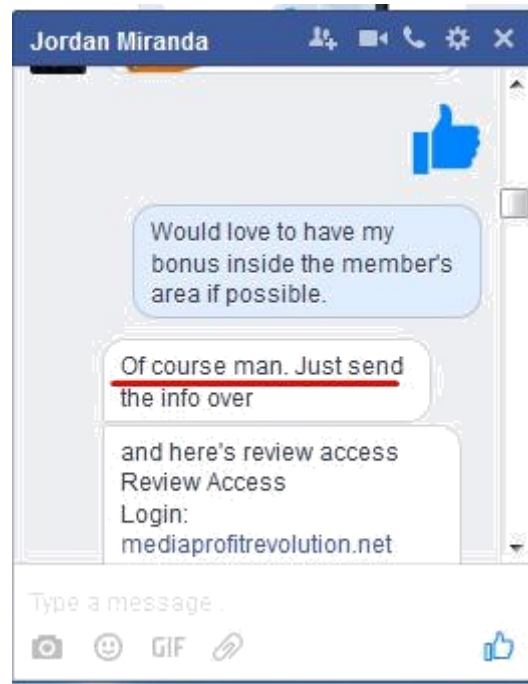 Jordan Miranda
Would love to have my
bonus inside the member's
area if possible.
Of course man. Just send
the info over
and here's review access
Review Access
Login:
mediaprofitrevolution.net
Type a message .
GIF